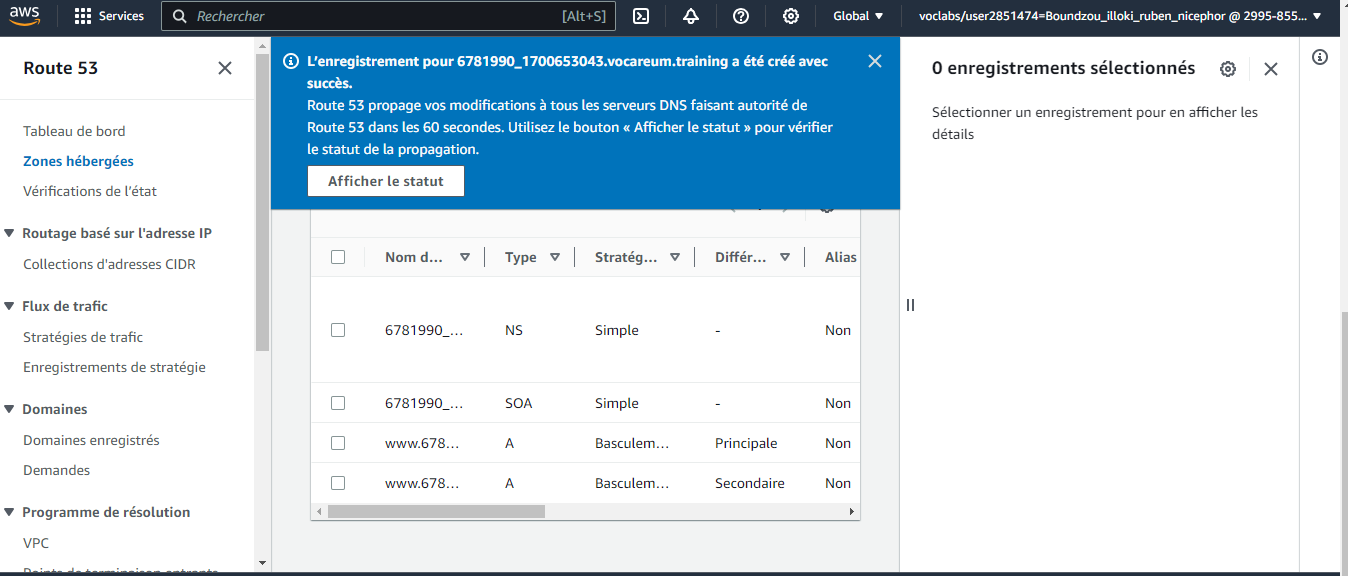 aws
Services
Rechercher
[Alt+S]
Global
voclabs/user2851474=Boundzou_illoki_ruben_nicephor @ 2995-855...
Route 53
Tableau de bord
Zones hébergées
Vérifications de l'état
Routage basé sur l'adresse IP
Collections d'adresses CIDR
Flux de trafic
Stratégies de trafic
Enregistrements de stratégie
Domaines
Domaines enregistrés
Demandes
Programme de résolution
VPC
Points de terminaison entrants
L'enregistrement pour 6781990_1700653043.vocareum.training a été créé avec
succès.
Route 53 propage vos modifications à tous les serveurs DNS faisant autorité de
Route 53 dans les 60 secondes. Utilisez le bouton « Afficher le statut » pour vérifier
le statut de la propagation.
Afficher le statut
Nom d... Type Stratég... Différ... Alias
6781990_... NS Simple - Non
6781990_... SOA Simple - Non
www.678... A Basculem... Principale Non
www.678... A Basculem... Secondaire Non
0 enregistrements sélectionnés
Sélectionner un enregistrement pour en afficher les
détails